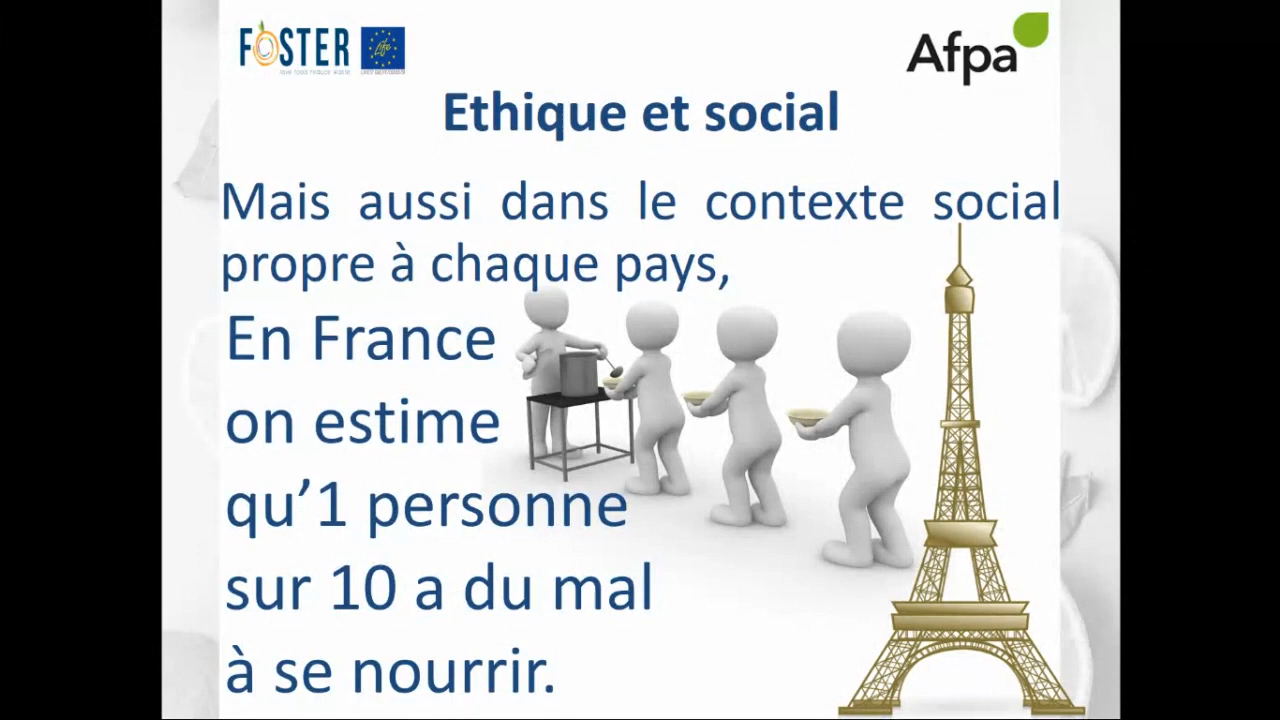 FOSTER
Life
Afpa
Ethique et social
Mais aussi dans le contexte social
propre à chaque pays,
En France
on estime
qu’1 personne
sur 10 a du mal
à se nourrir.